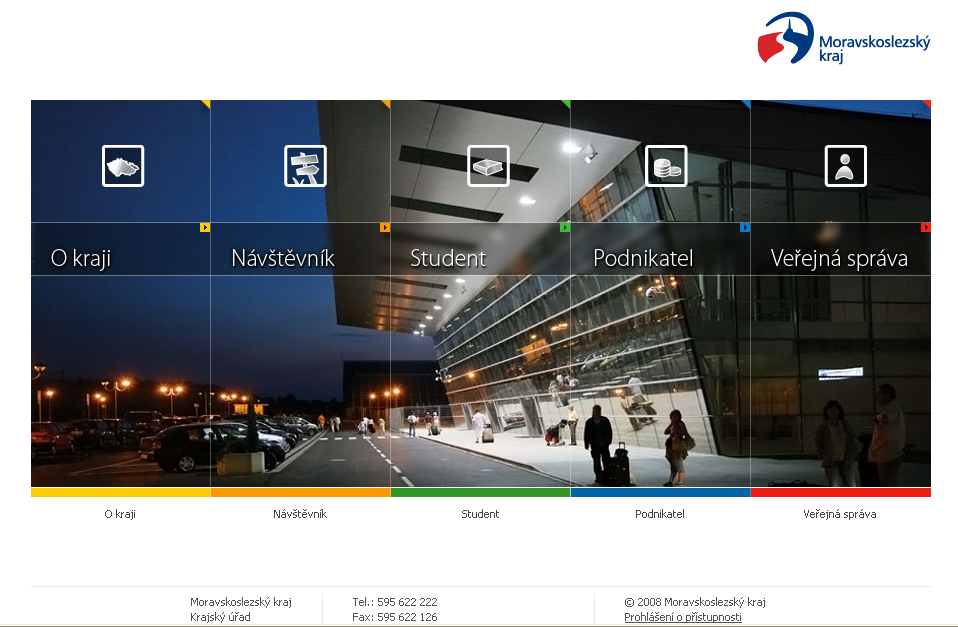 Moravskoslezský
kraj
O kraji
Návštěvník
Student
Podnikatel
Veřejná správa
O kraji
Návštěvník
Student
Podnikatel
Veřejná správa
Moravskoslezský kraj
Krajský úřad
Tel.: 595 622 222
Fax: 595 622 126
© 2008 Moravskoslezský kraj
Prohlášení o přístupnosti